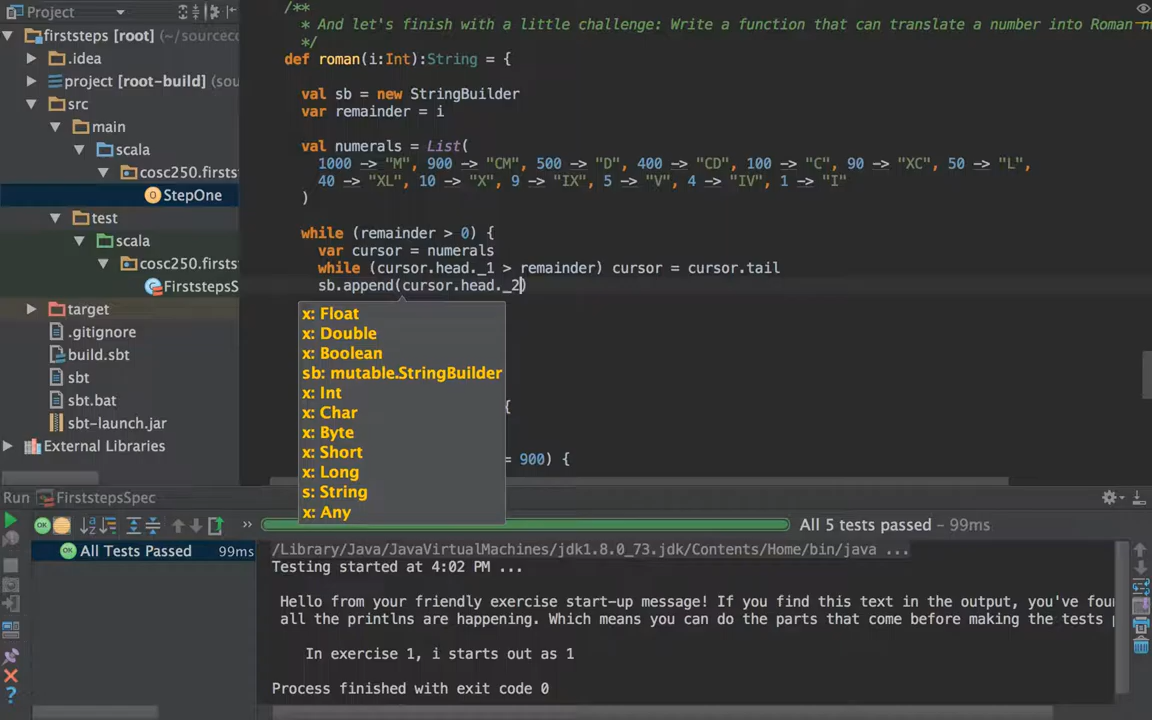 Project
firststeps [root] (~/sourcec
.idea
project [root-build] (sou
src
main
scala
cosc250.firsts
StepOne
test
scala
cosc250.firsts
FirststepsS
target
.gitignore
build.sbt
sbt
sbt.bat
sbt-launch.jar
External Libraries
/**
* And let's finish with a little challenge: Write a function that can translate a number into Roman
*/
def roman(i:Int):String = {
val sb = new StringBuilder
var remainder = i
val numerals = List(
1000 -> "M", 900 -> "CM", 500 -> "D", 400 -> "CD", 100 -> "C", 90 -> "XC", 50 -> "L",
40 -> "XL", 10 -> "X", 9 -> "IX", 5 -> "V", 4 -> "IV", 1 -> "I"
)
while (remainder > 0) {
var cursor = numerals
while (cursor.head._1 > remainder) cursor = cursor.tail
sb.append(cursor.head._2)
x: Float
x: Double
x: Boolean
sb: mutable.StringBuilder
x: Int
x: Char
x: Byte
x: Short
x: Long
s: String
x: Any
{
= 900) {
Run FirststepsSpec
OK
»
All 5 tests passed – 99ms
OK All Tests Passed 99ms
/Library/Java/JavaVirtualMachines/jdk1.8.0_73.jdk/Contents/Home/bin/java ...
Testing started at 4:02 PM ...
Hello from your friendly exercise start-up message! If you find this text in the output, you've fou
all the printlns are happening. Which means you can do the parts that come before making the tests
In exercise 1, i starts out as 1
Process finished with exit code 0